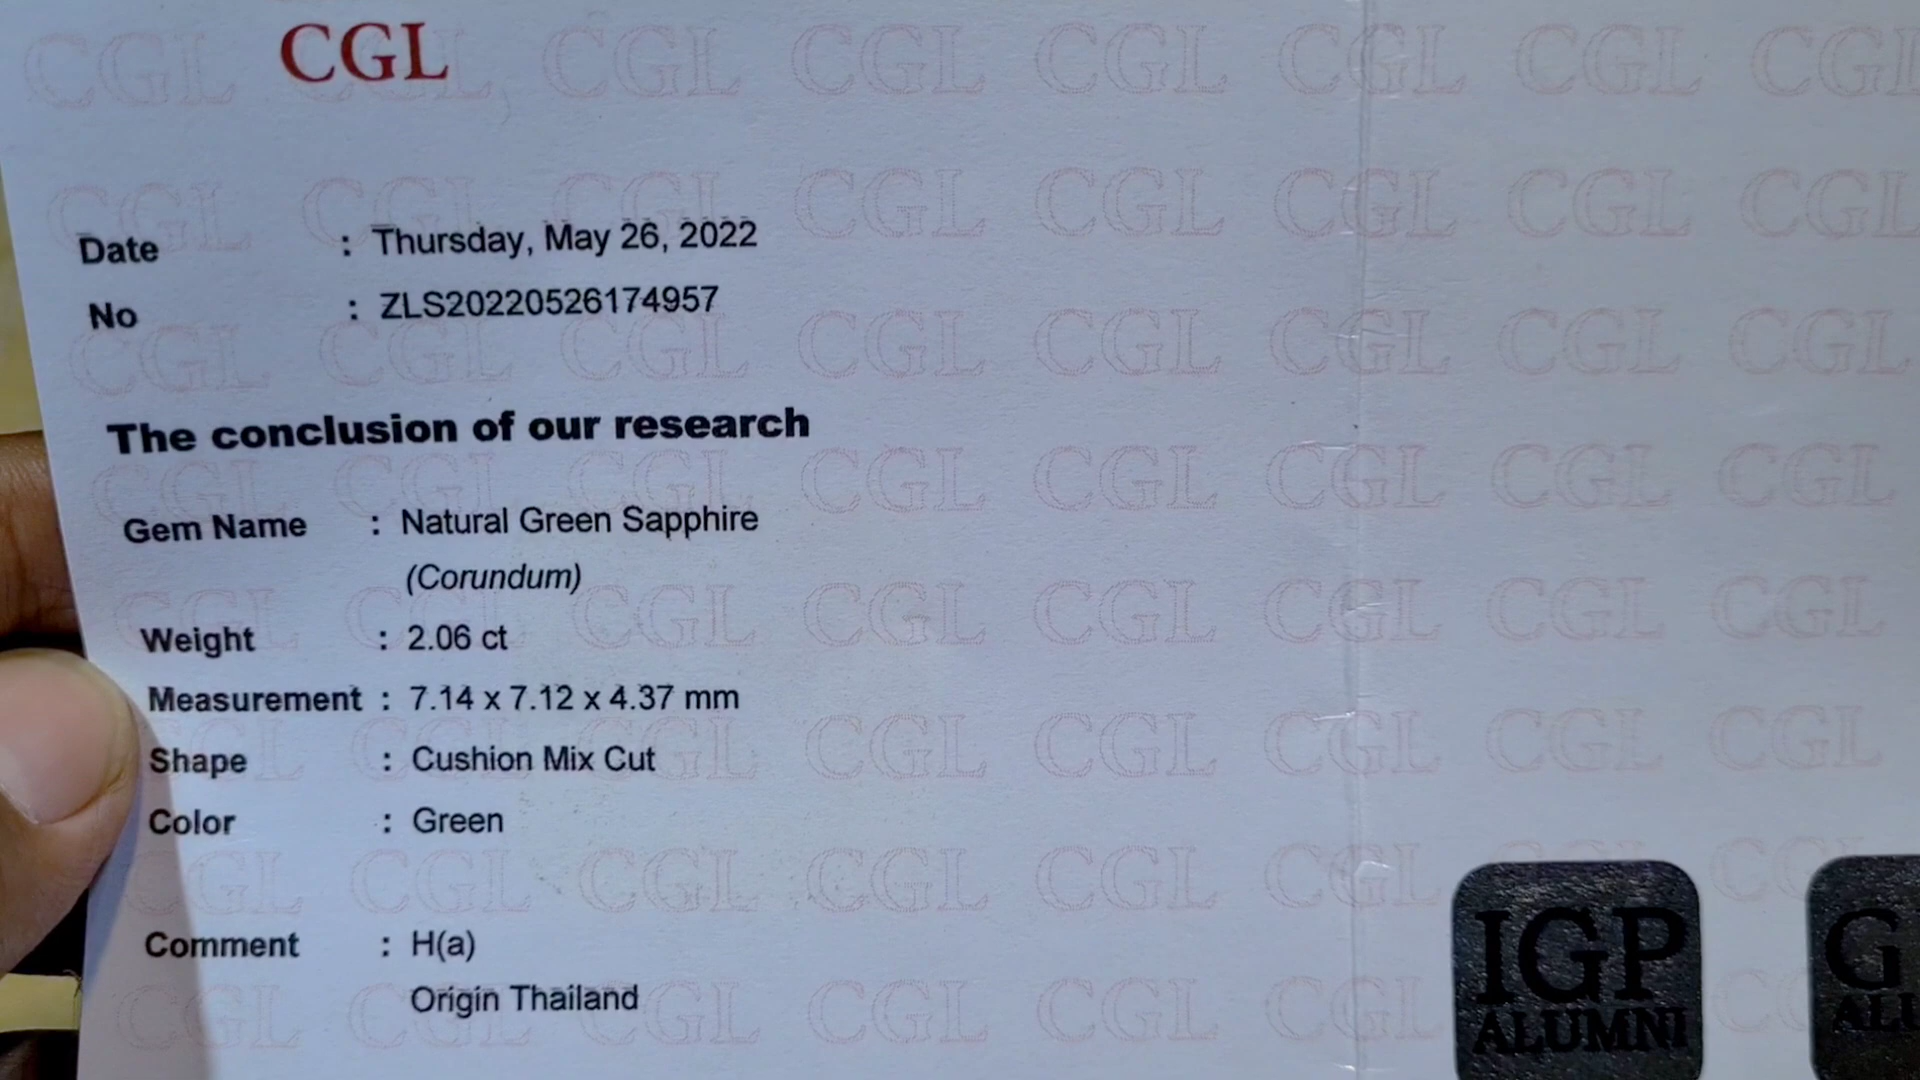 CGL
Date : Thursday, May 26, 2022
No : ZLS20220526174957
The conclusion of our research
Gem Name : Natural Green Sapphire
(Corundum)
Weight : 2.06 ct
Measurement : 7.14 x 7.12 x 4.37 mm
Shape : Cushion Mix Cut
Color : Green
Comment : H(a)
Origin Thailand
IGP
ALUMNI